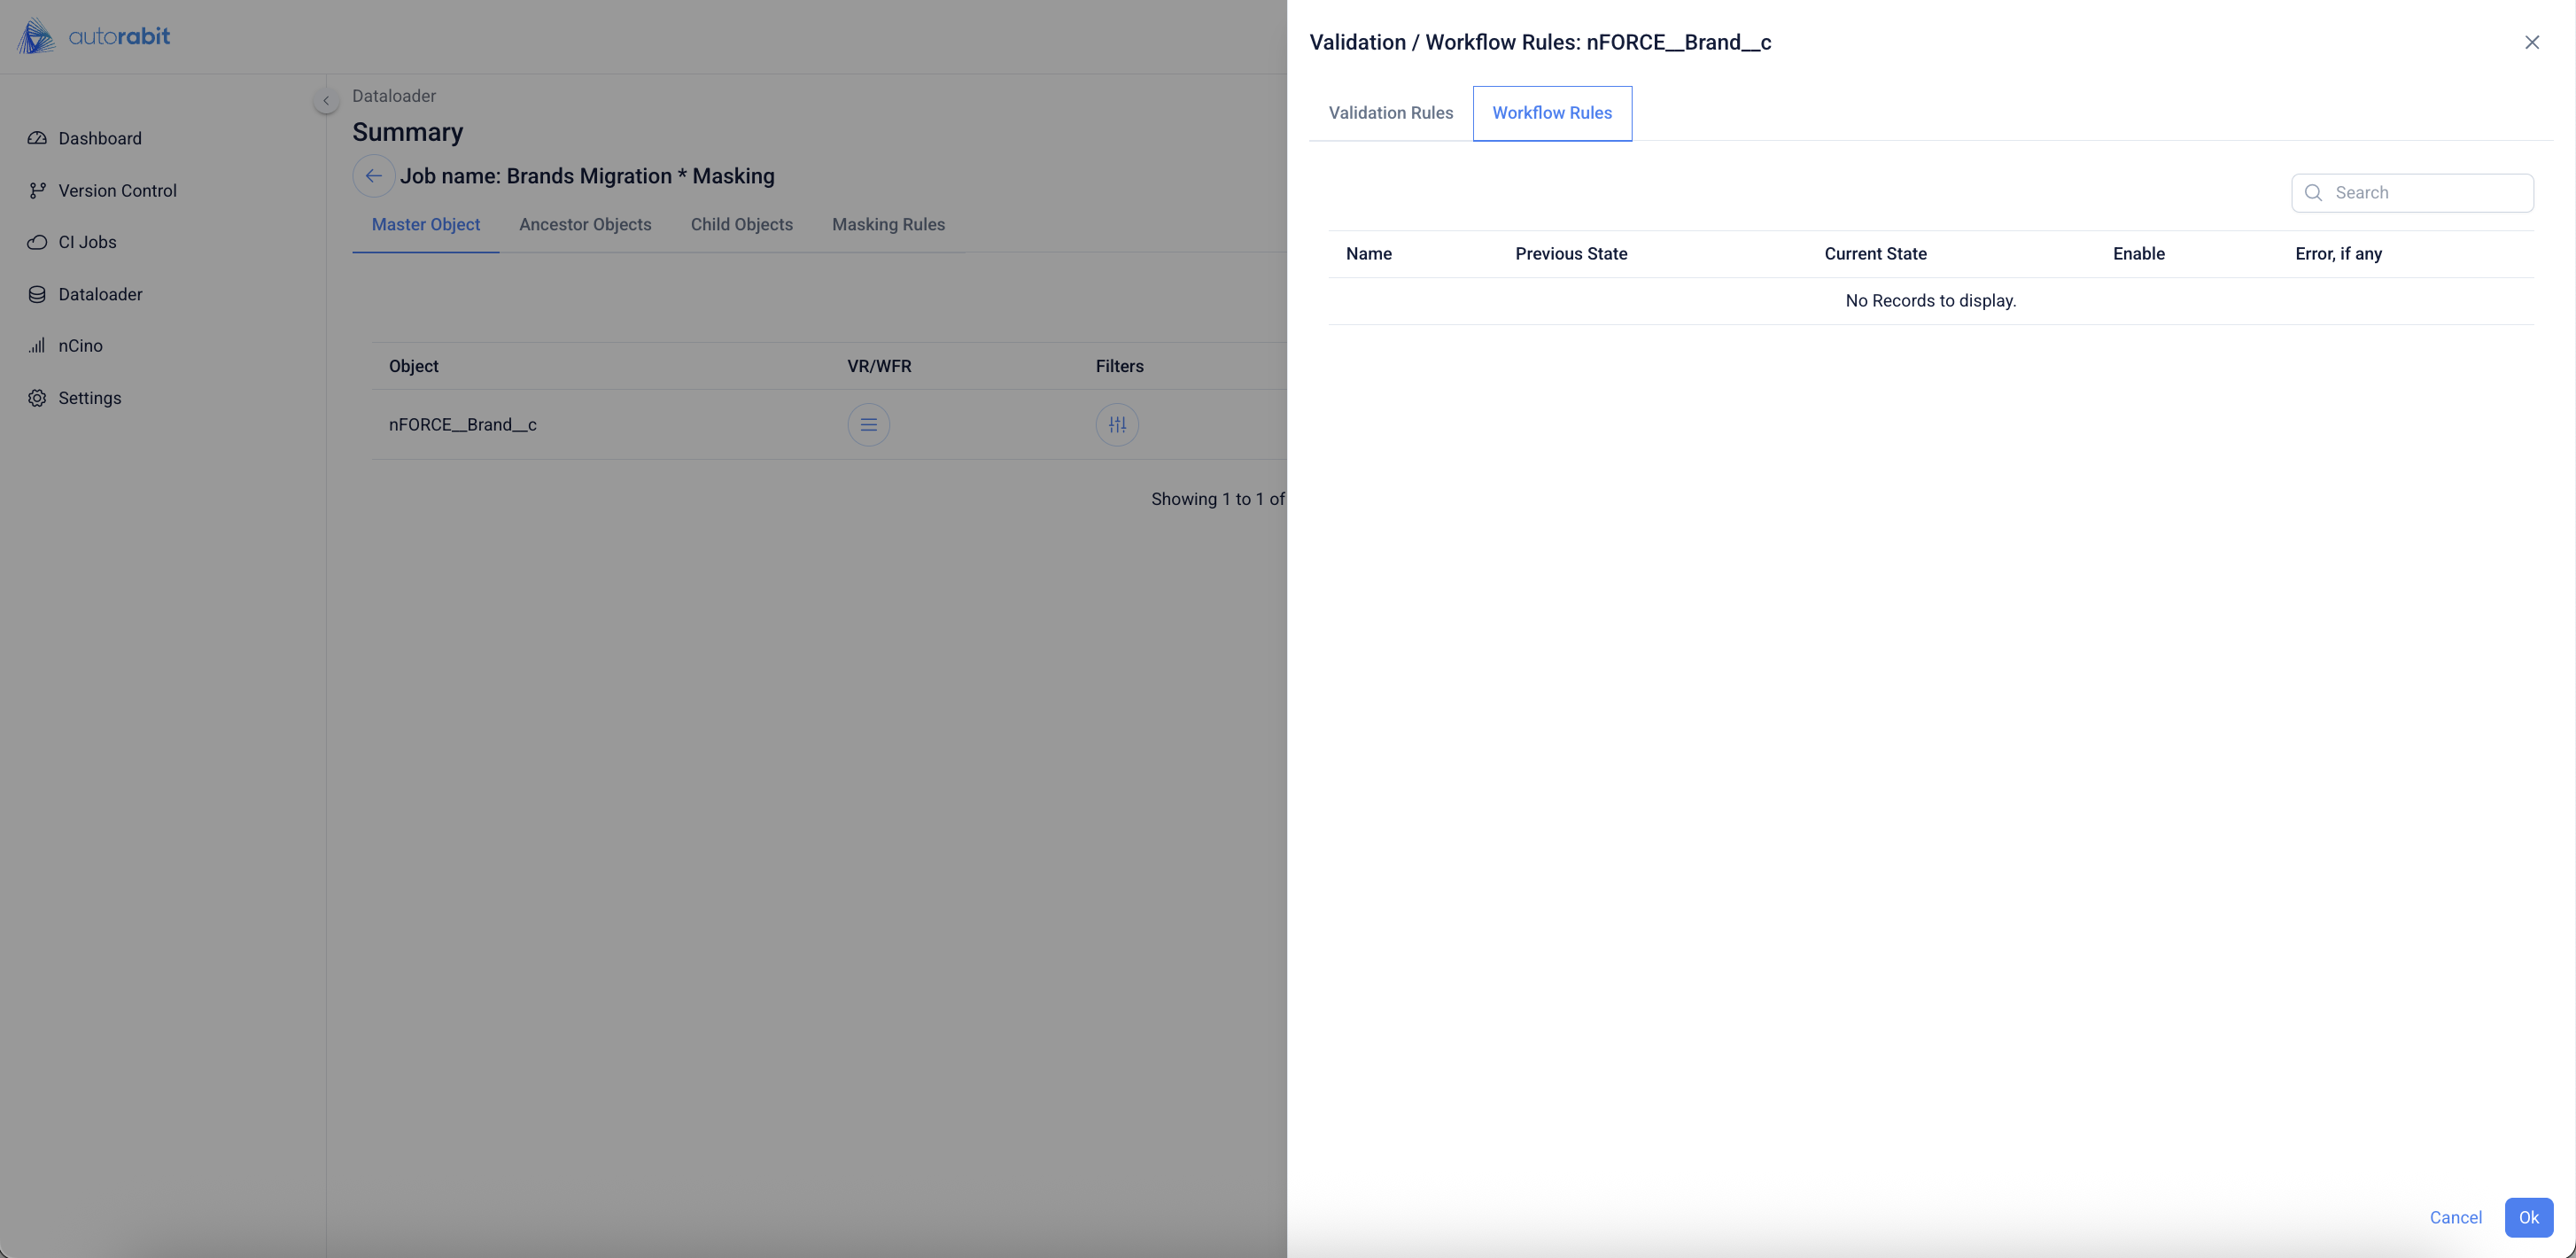 autorabit
Dashboard
Version Control
CI Jobs
Dataloader
nCino
Settings
Dataloader
Summary
Job name: Brands Migration * Masking
Master Object Ancestor Objects Child Objects Masking Rules
Object VR/WFR Filters
nFORCE__Brand__c
Showing 1 to 1 of
Validation / Workflow Rules: nFORCE__Brand__c
Validation Rules Workflow Rules
Search
Name Previous State Current State Enable Error, if any
No Records to display.
Cancel Ok